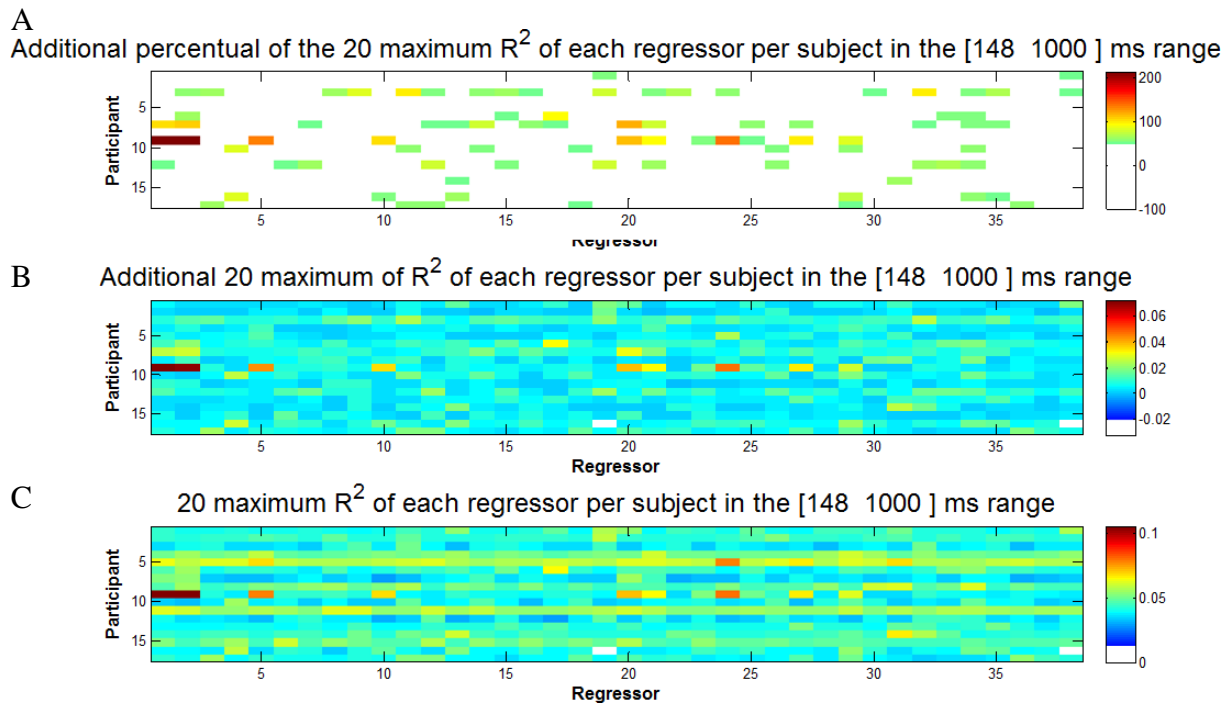 A
Additional percentual of the 20 maximum R² of each regressor per subject in the [148 1000 ] ms range
Participant
5
10
15
5 10 15 20 25 30 35
Regressor
200
100
0
-100
B
Additional 20 maximum of R² of each regressor per subject in the [148 1000 ] ms range
Participant
5
10
15
5 10 15 20 25 30 35
Regressor
0.06
0.04
0.02
0
-0.02
C
20 maximum R² of each regressor per subject in the [148 1000 ] ms range
Participant
5
10
15
5 10 15 20 25 30 35
Regressor
0.1
0.05
0